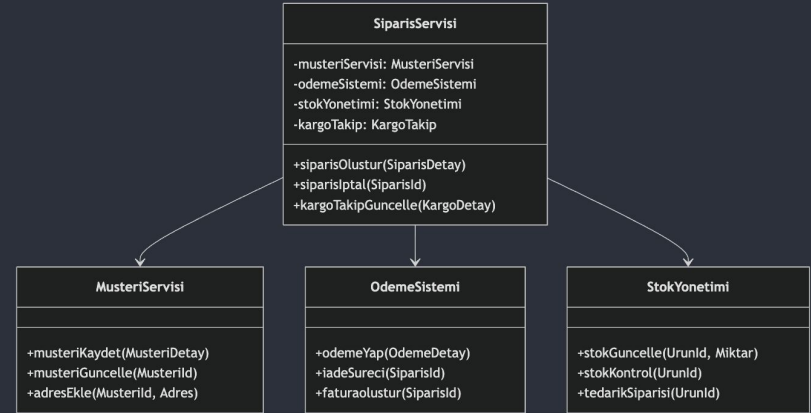 SiparisServisi
-musteriServisi: MusteriServisi
-odemeSistemi: OdemeSistemi
-stokYonetimi: StokYonetimi
-kargoTakip: KargoTakip
+siparisOlustur(SiparisDetay)
+siparisIptal(SiparisId)
+kargoTakipGuncelle(KargoDetay)
MusteriServisi
+musteriKaydet(MusteriDetay)
+musteriGuncelle(MusteriId)
+adresEkle(MusteriId, Adres)
OdemeSistemi
+odemeYap(OdemeDetay)
+iadeSureci(SiparisId)
+faturaolustur(SiparisId)
StokYonetimi
+stokGuncelle(UrunId, Miktar)
+stokKontrol(UrunId)
+tedarikSiparisi(UrunId)